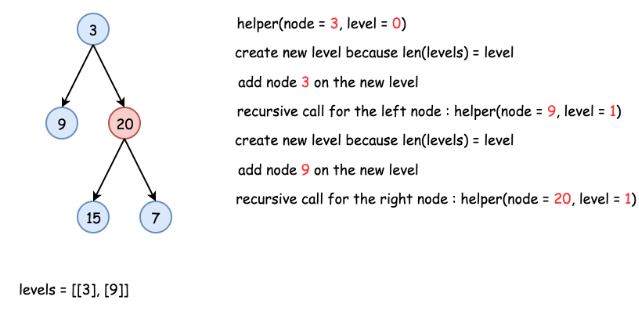 3
9
20
15
7
helper(node = 3, level = 0)
create new level because len(levels) = level
add node 3 on the new level
recursive call for the left node : helper(node = 9, level = 1)
create new level because len(levels) = level
add node 9 on the new level
recursive call for the right node : helper(node = 20, level = 1)
levels = [[3], [9]]